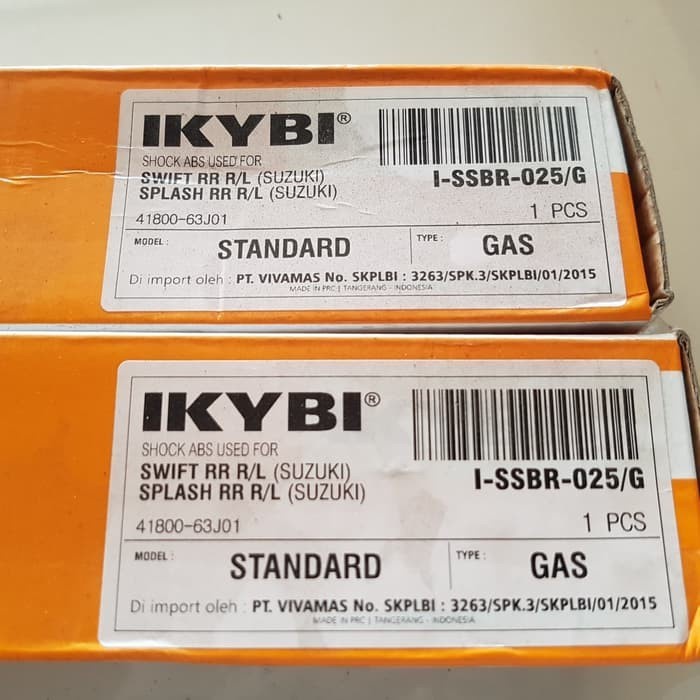 IKYBI®
SHOCK ABS USED FOR
SWIFT RR R/L (SUZUKI)
SPLASH RR R/L (SUZUKI)
41800-63J01
I-SSBR-025/G
1 PCS
MODEL : STANDARD TYPE : GAS
Di import oleh : PT. VIVAMAS No. SKPLBI : 3263/SPK.3/SKPLBI/01/2015
MADE IN PRC | TANGERANG - INDONESIA
IKYBI®
SHOCK ABS USED FOR
SWIFT RR R/L (SUZUKI)
SPLASH RR R/L (SUZUKI)
41800-63J01
I-SSBR-025/G
1 PCS
MODEL : STANDARD TYPE : GAS
Di import oleh : PT. VIVAMAS No. SKPLBI : 3263/SPK.3/SKPLBI/01/2015
MADE IN PRC | TANGERANG - INDONESIA